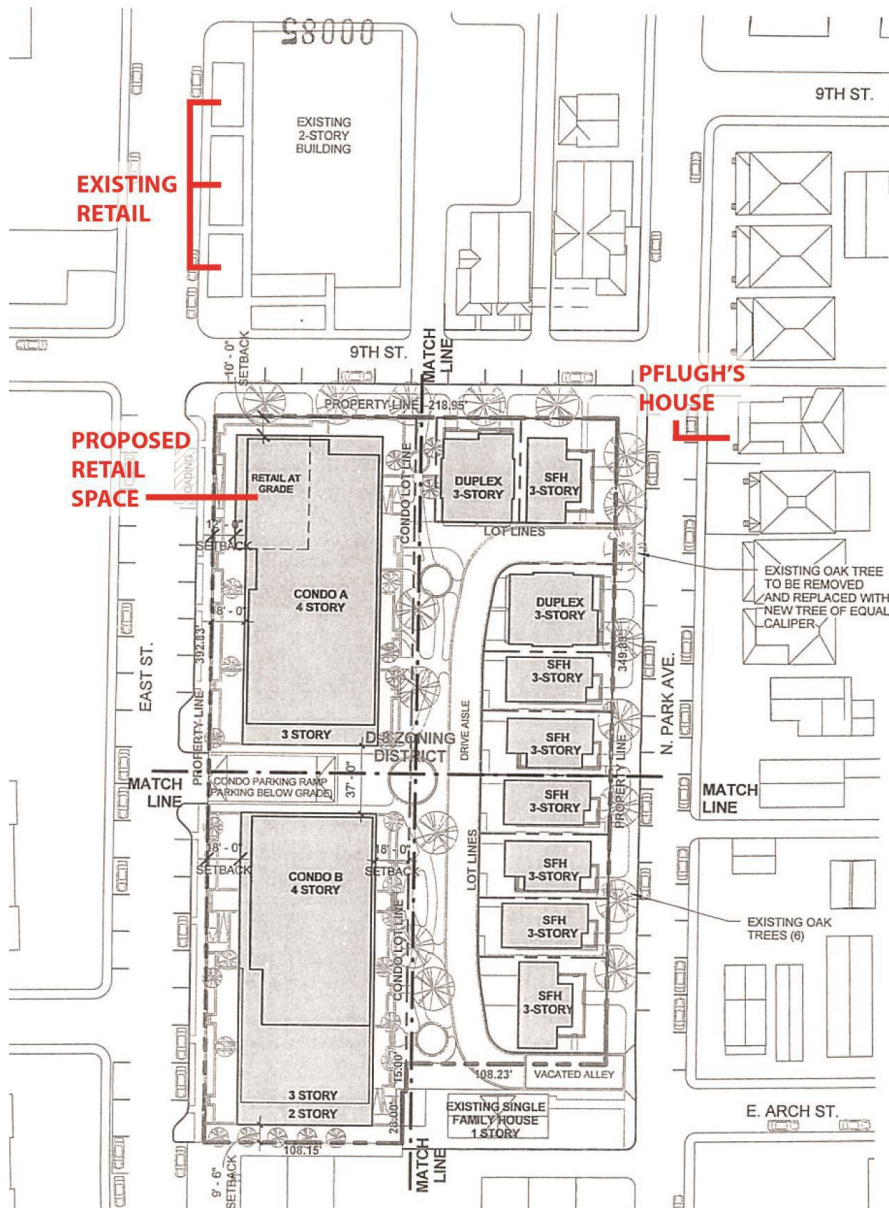 00085
9TH ST.
EXISTING
2-STORY
BUILDING
EXISTING
RETAIL
10' - 0"
SETBACK
9TH ST.
MATCH
LINE
PFLUGH'S
HOUSE
PROPERTY LINE 218.95'
PROPOSED
RETAIL
SPACE
LOADING
RETAIL AT
GRADE
CONDO LOT LINE
DUPLEX
3-STORY
SFH
3-STORY
LOT LINES
12' - 0"
SETBACK
EXISTING OAK TREE
TO BE REMOVED
AND REPLACED WITH
NEW TREE OF EQUAL
CALIPER
CONDO A
4 STORY
18' - 0"
DUPLEX
3-STORY
349.83'
392.83'
EAST ST.
SFH
3-STORY
N. PARK AVE.
DRIVE AISLE
PROPERTY LINE
3 STORY
D-8 ZONING
DISTRICT
SFH
3-STORY
MATCH
LINE
CONDO PARKING RAMP
(PARKING BELOW GRADE)
37' - 0"
SFH
3-STORY
PROPERTY LINE
MATCH
LINE
18' - 0"
SETBACK
CONDO B
4 STORY
18' - 0"
SETBACK
LOT LINES
SFH
3-STORY
CONDO LOT LINE
SFH
3-STORY
EXISTING OAK
TREES (6)
SFH
3-STORY
15.00'
108.23'
VACATED ALLEY
3 STORY
2 STORY
28.00'
EXISTING SINGLE
FAMILY HOUSE
1 STORY
E. ARCH ST.
108.15'
9' - 6"
SETBACK
MATCH
LINE